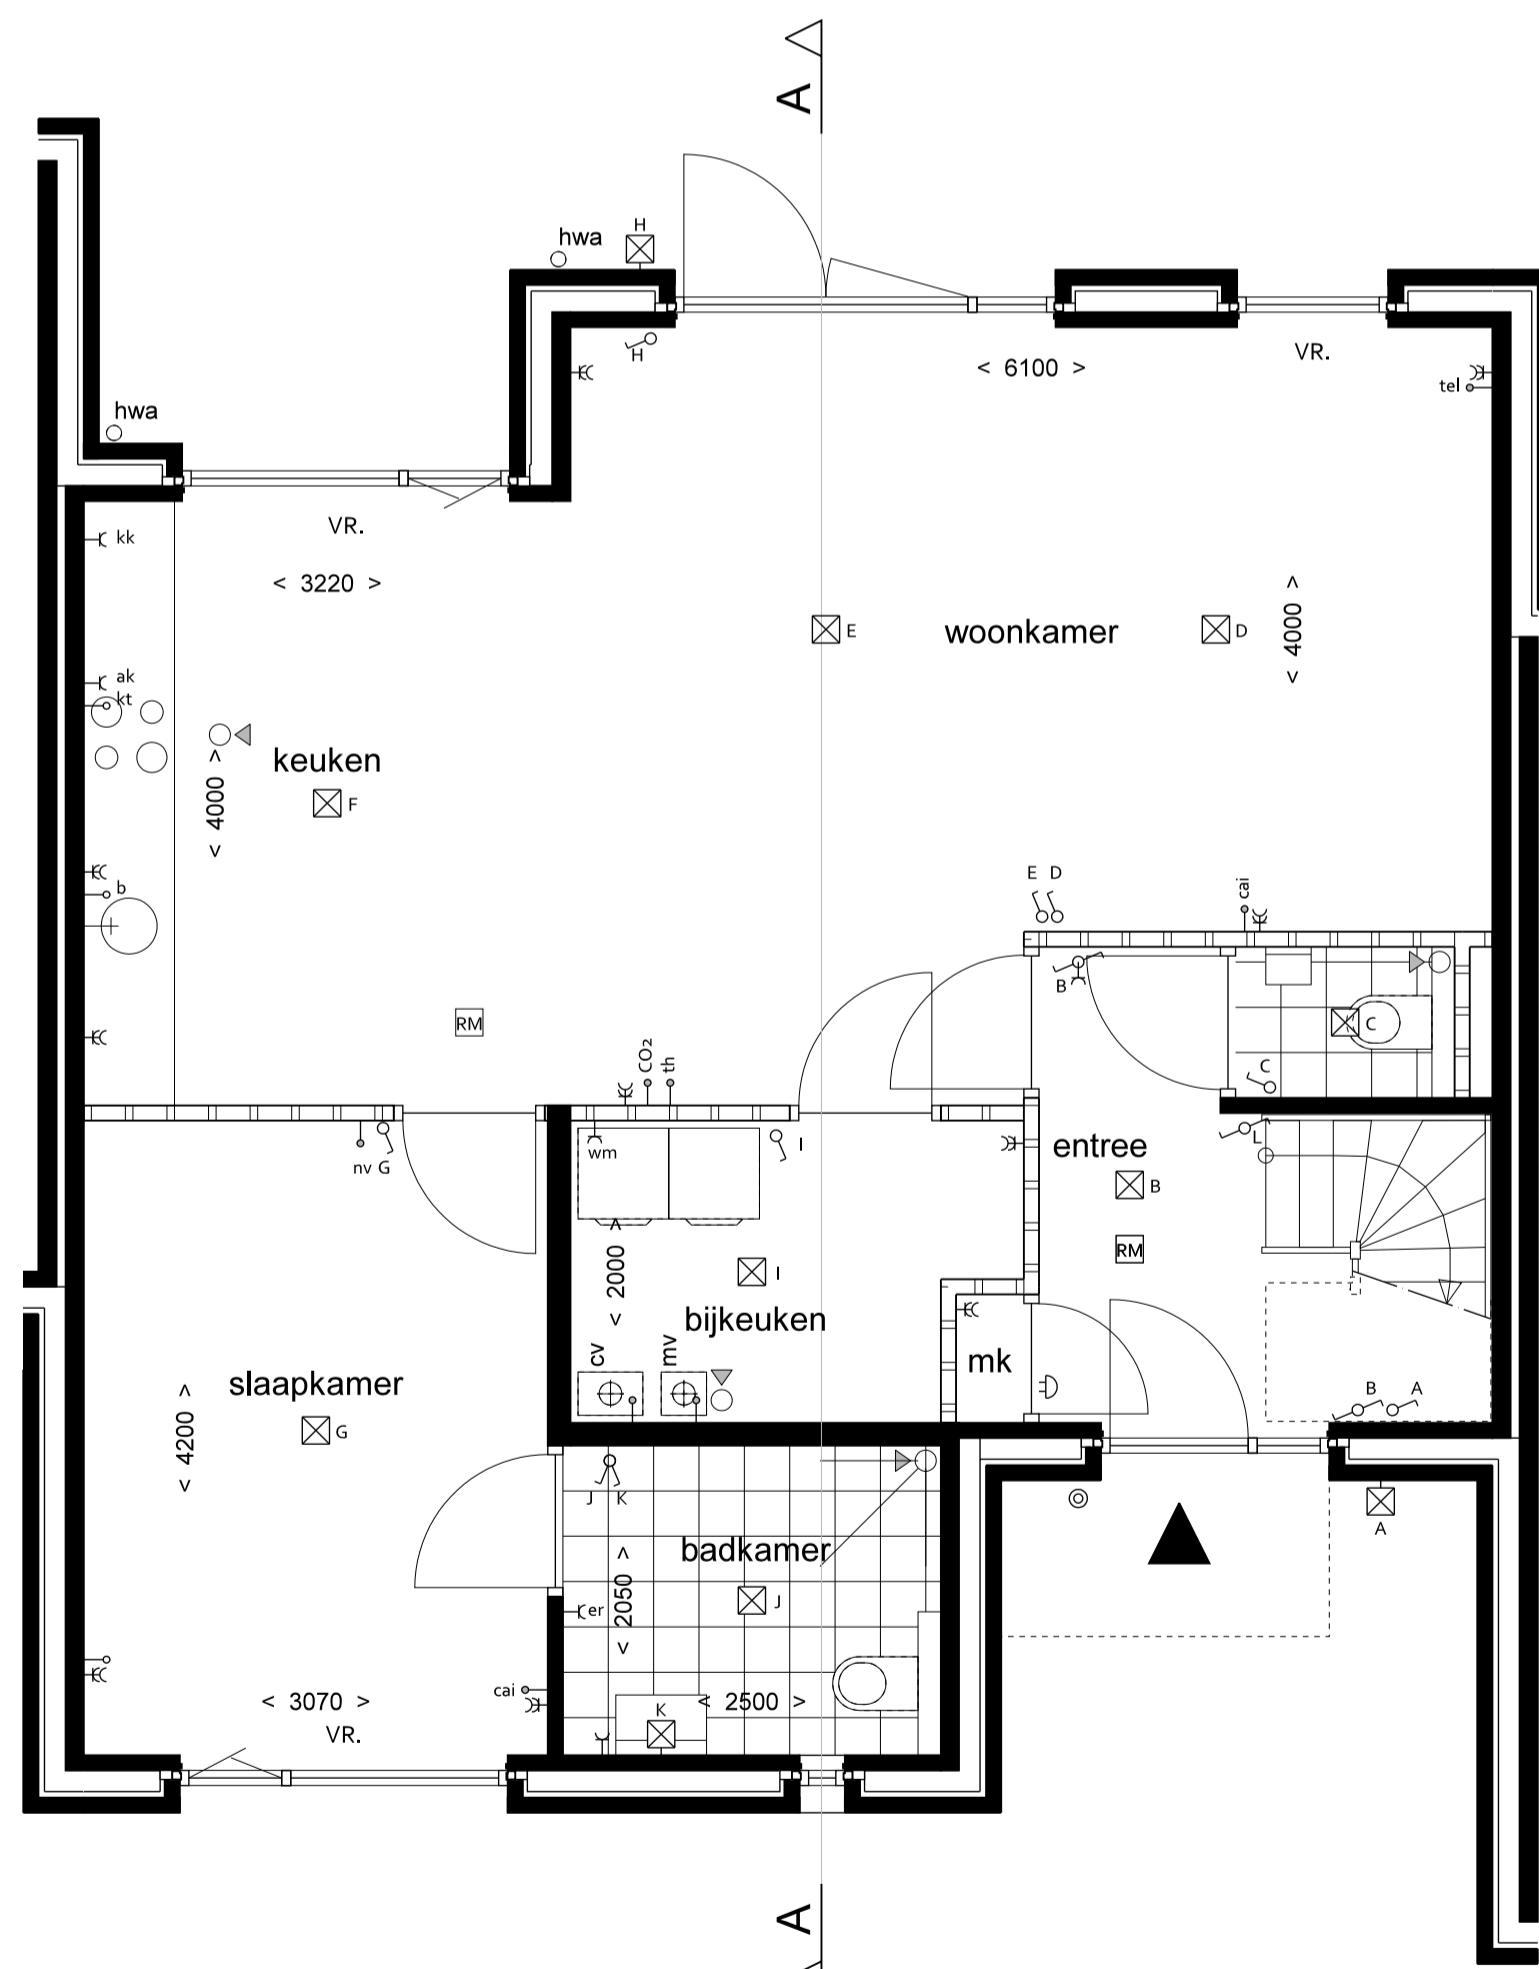 A
H
hwa
H
< 6100 >
VR.
tel
hwa
VR.
kk
< 3220 >
E
woonkamer
D
< 4000 >
ak
kt
keuken
< 4000 >
F
b
E D
cai
B
RM
C
CO2
th
C
nv G
wm
I
entree
L
B
< 2000 >
I
RM
bijkeuken
cv
mv
mk
slaapkamer
B A
< 4200 >
G
J K
A
badkamer
< 2050 >
J
er
cai
< 3070 >
< 2500 >
K
VR.
A